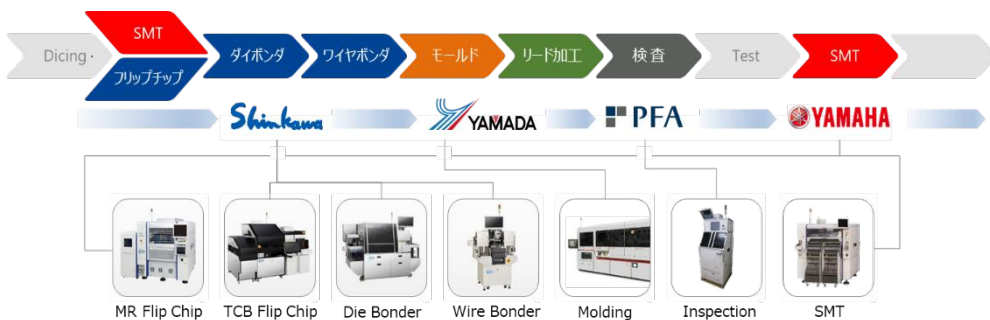 SMT
Dicing・
フリップチップ
ダイボンダ
ワイヤボンダ
モールド
リード加工
検査
Test
SMT
Shinkawa
YAMADA
PFA
YAMAHA
MR Flip Chip
TCB Flip Chip
Die Bonder
Wire Bonder
Molding
Inspection
SMT